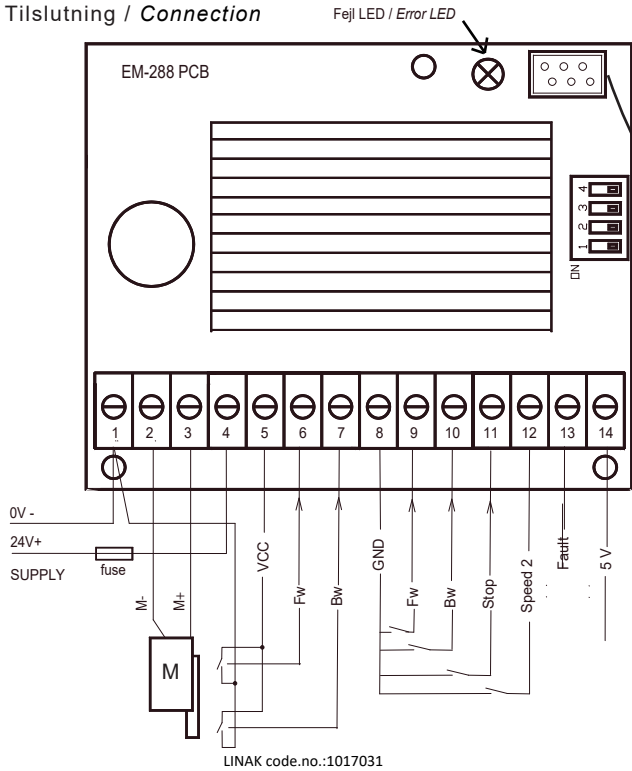 Tilslutning / Connection
Fejl LED / Error LED
EM-288 PCB
4
3
2
1
ON
1 2 3 4 5 6 7 8 9 10 11 12 13 14
0V -
24V+
SUPPLY
fuse
M-
M+
M
VCC
Fw
Bw
GND
Fw
Bw
Stop
Speed 2
Fault
5 V
LINAK code.no.:1017031